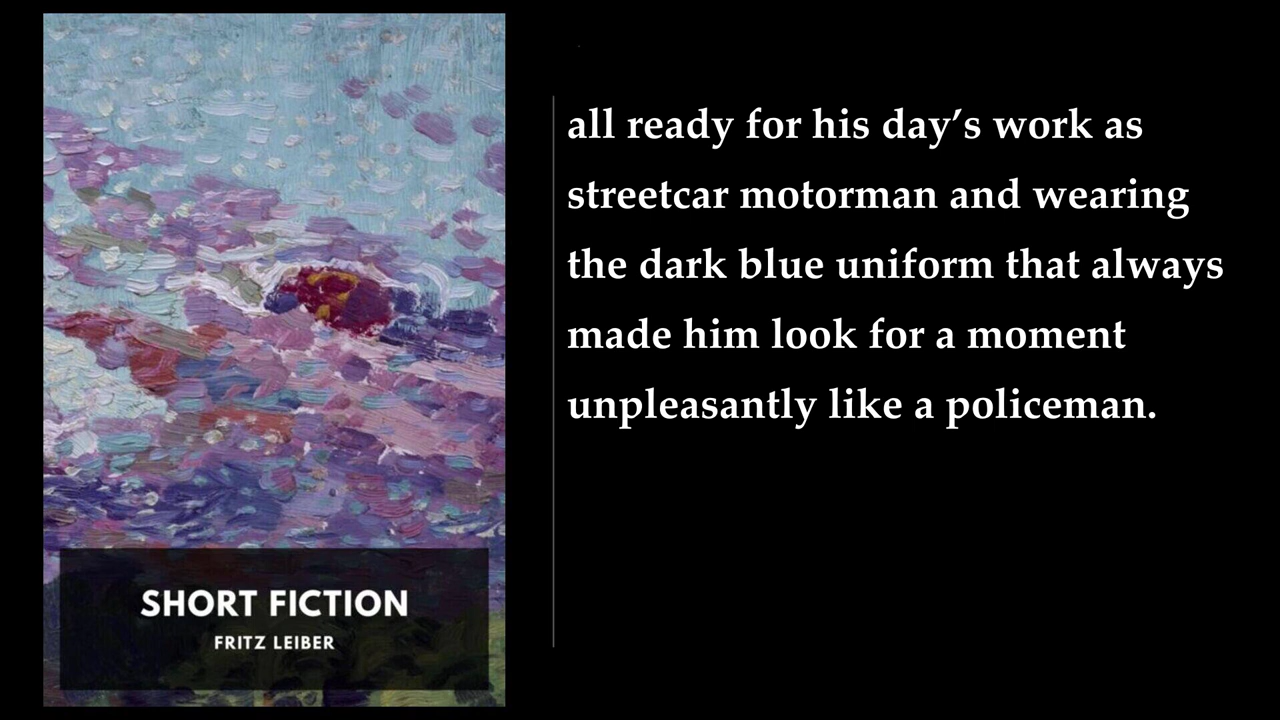 SHORT FICTION
FRITZ LEIBER
all ready for his day’s work as
streetcar motorman and wearing
the dark blue uniform that always
made him look for a moment
unpleasantly like a policeman.